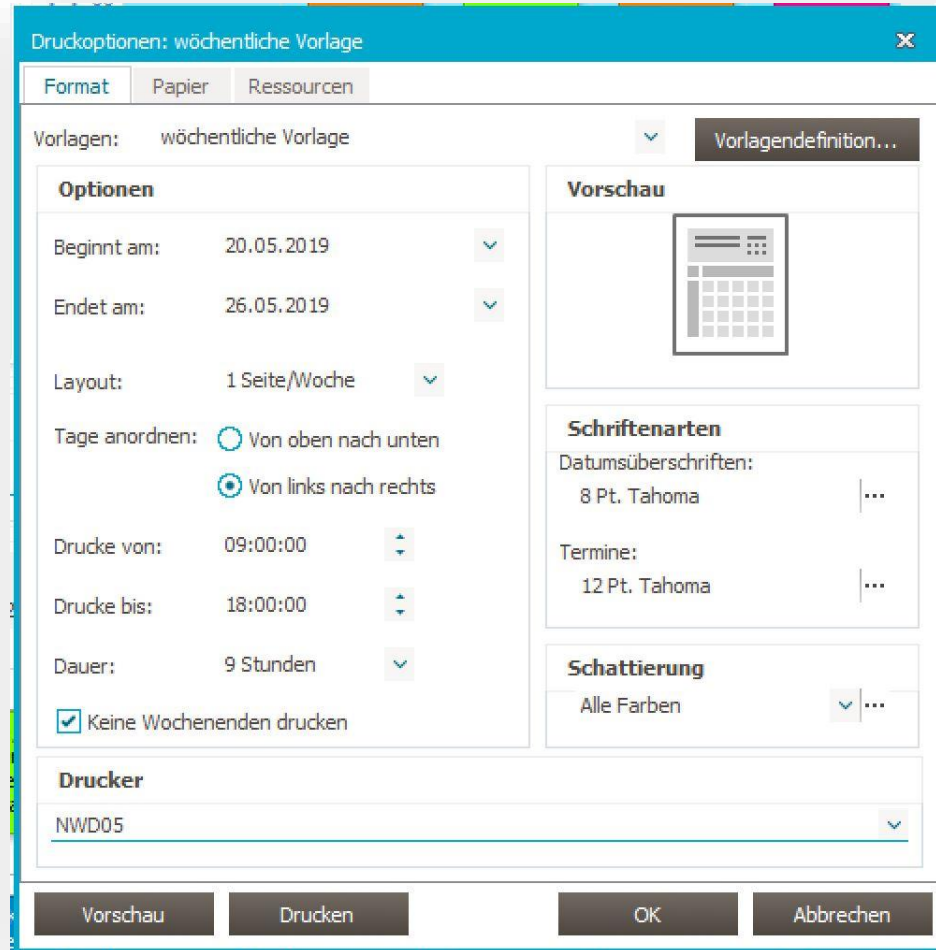 Druckoptionen: wöchentliche Vorlage
Format Papier Ressourcen
Vorlagen: wöchentliche Vorlage Vorlagendefinition...
Optionen
Beginnt am: 20.05.2019
Endet am: 26.05.2019
Layout: 1 Seite/Woche
Tage anordnen: Von oben nach unten
Von links nach rechts
Drucke von: 09:00:00
Drucke bis: 18:00:00
Dauer: 9 Stunden
Keine Wochenenden drucken
Vorschau
Schriftenarten
Datumsüberschriften:
8 Pt. Tahoma ...
Termine:
12 Pt. Tahoma ...
Schattierung
Alle Farben ...
Drucker
NWD05
Vorschau Drucken OK Abbrechen